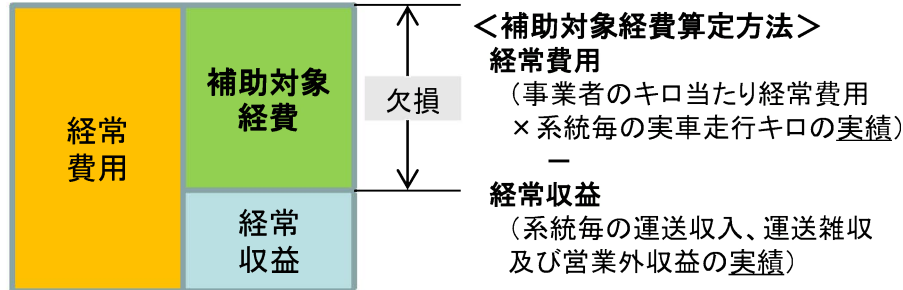 経常
費用
補助対象
経費
経常
収益
欠損
＜補助対象経費算定方法＞
経常費用
（事業者のキロ当たり経常費用
×系統毎の実車走行キロの実績）
－
経常収益
（系統毎の運送収入、運送雑収
及び営業外収益の実績）